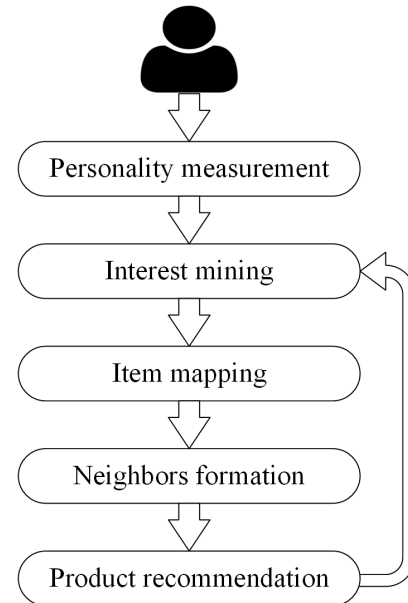 Personality measurement
Interest mining
Item mapping
Neighbors formation
Product recommendation